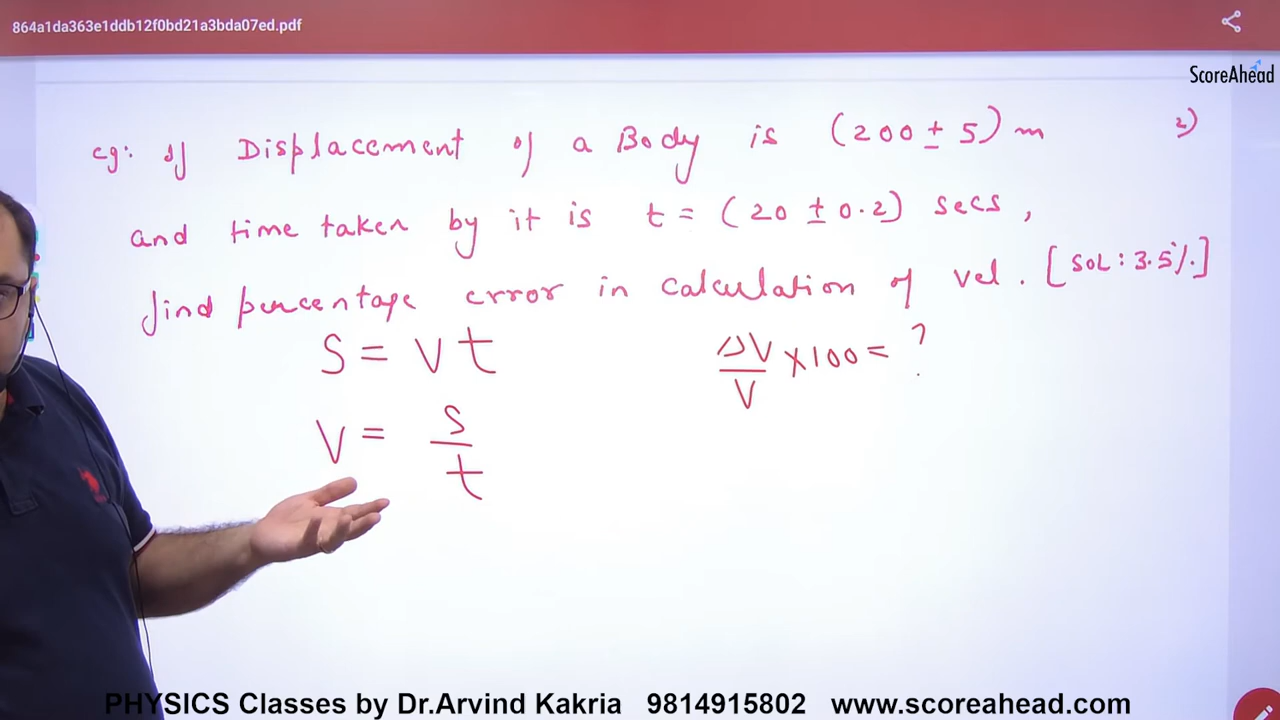 864a1da363e1ddb12f0bd21a3bda07ed.pdf
ScoreAhead
eg: If Displacement of a Body is (200 ± 5) m
2)
and time taken by it is t = (20 ± 0.2) secs,
find percentage error in calculation of vel. [SOL: 3.5%.]
S = V t
ΔV/V × 100 = ?
V = S/t
PHYSICS Classes by Dr.Arvind Kakria 9814915802 www.scoreahead.com